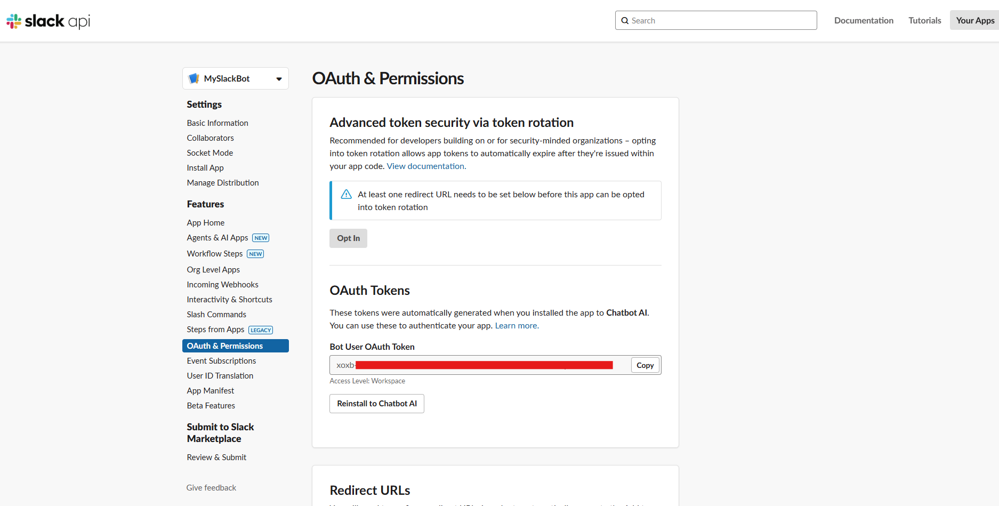 slack api
Search
Documentation
Tutorials
Your Apps
MySlackBot
Settings
Basic Information
Collaborators
Socket Mode
Install App
Manage Distribution
Features
App Home
Agents & AI Apps NEW
Workflow Steps NEW
Org Level Apps
Incoming Webhooks
Interactivity & Shortcuts
Slash Commands
Steps from Apps LEGACY
OAuth & Permissions
Event Subscriptions
User ID Translation
App Manifest
Beta Features
Submit to Slack
Marketplace
Review & Submit
Give feedback
OAuth & Permissions
Advanced token security via token rotation
Recommended for developers building on or for security-minded organizations – opting
into token rotation allows app tokens to automatically expire after they're issued within
your app code. View documentation.
At least one redirect URL needs to be set below before this app can be opted
into token rotation
Opt In
OAuth Tokens
These tokens were automatically generated when you installed the app to Chatbot AI.
You can use these to authenticate your app. Learn more.
Bot User OAuth Token
xoxb-
Copy
Access Level: Workspace
Reinstall to Chatbot AI
Redirect URLs